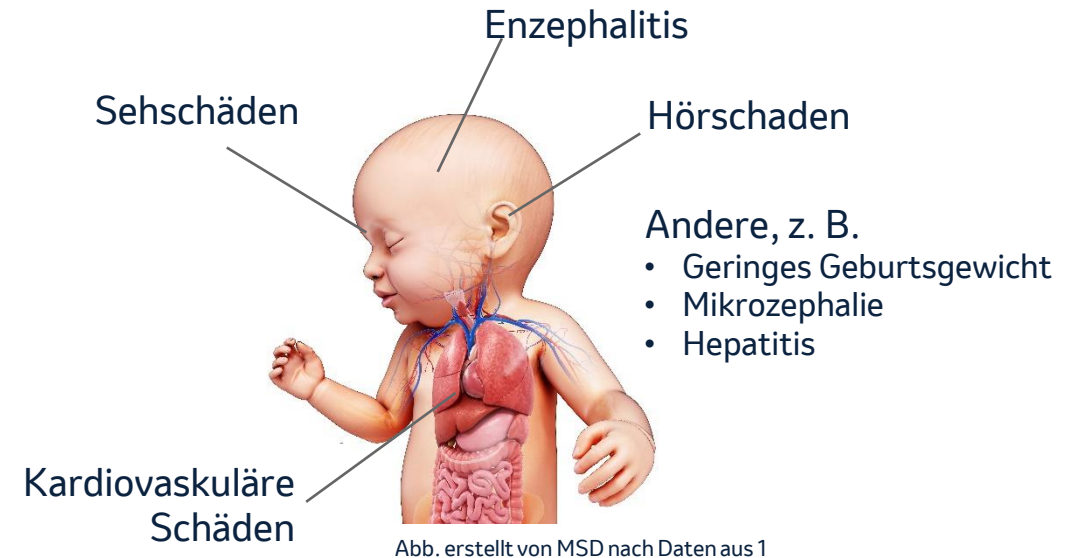 Enzephalitis
Sehschäden
Hörschaden
Andere, z. B.
• Geringes Geburtsgewicht
• Mikrozephalie
• Hepatitis
Kardiovaskuläre
Schäden
Abb. erstellt von MSD nach Daten aus 1